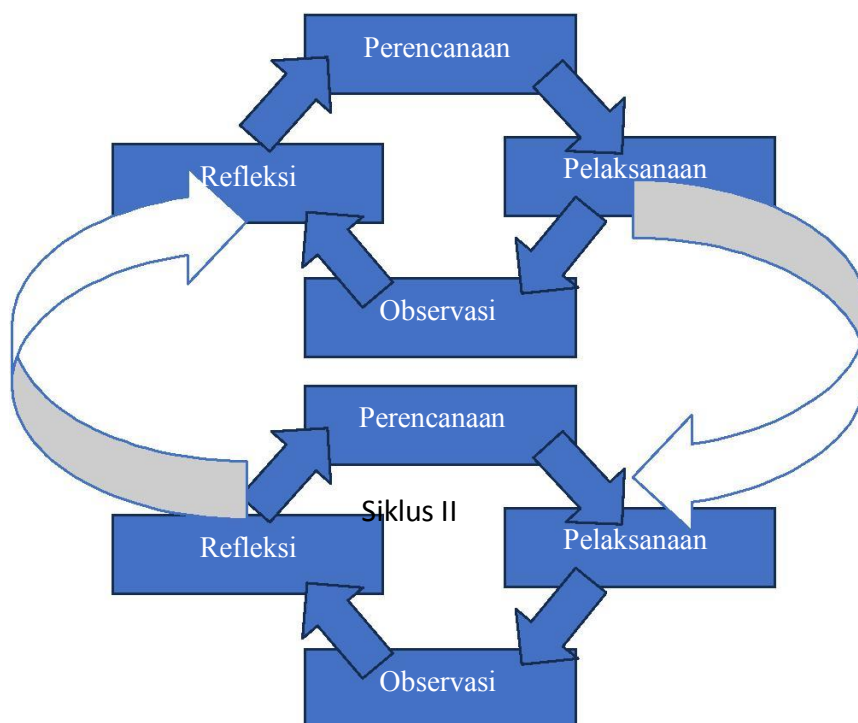 Perencanaan
Refleksi
Pelaksanaan
Observasi
Perencanaan
Siklus II
Refleksi
Pelaksanaan
Observasi